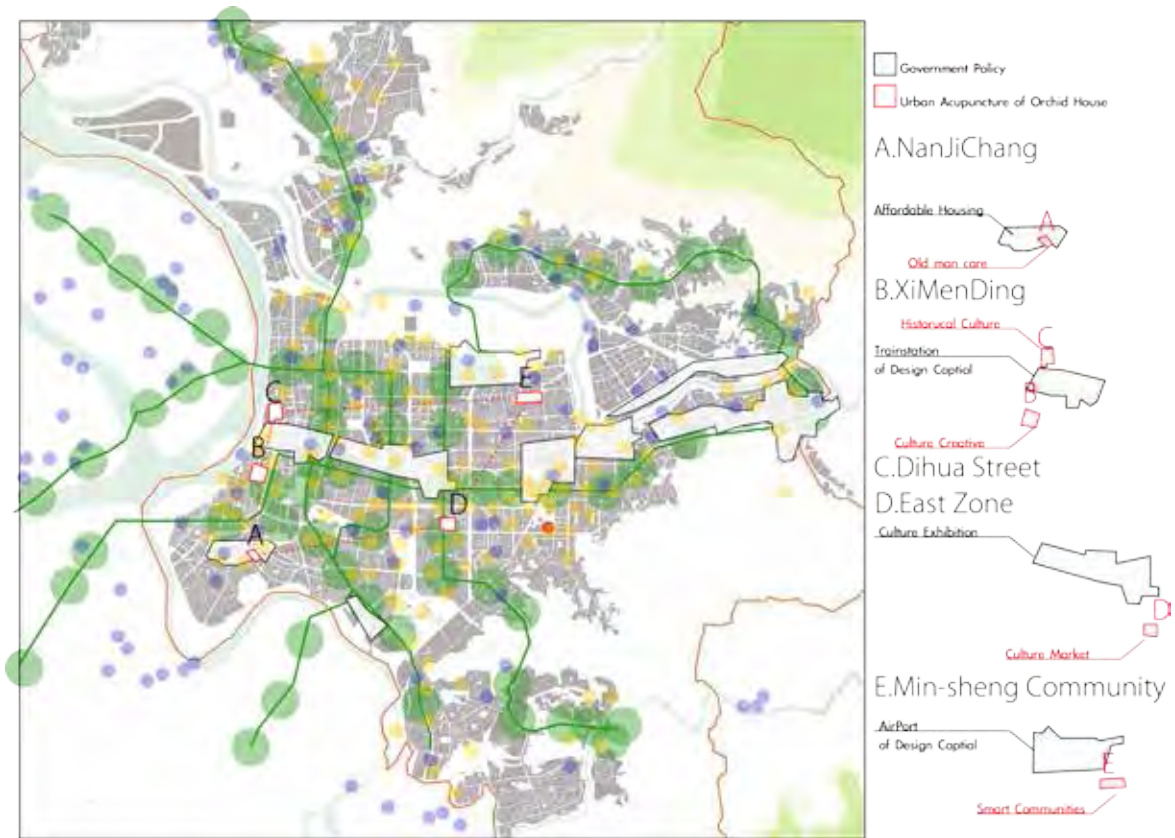 Government Policy
Urban Acupuncture of Orchid House
A.NanJiChang
Affordable Housing
A
Old man care
B.XiMenDing
Historucal Culture
C
Trainstation
of Design Captial
B
Culture Creative
C.Dihua Street
D.East Zone
Culture Exhibition
D
Culture Market
E.Min-sheng Community
AirPort
of Design Captial
E
Smart Communities
E
C
B
D
A